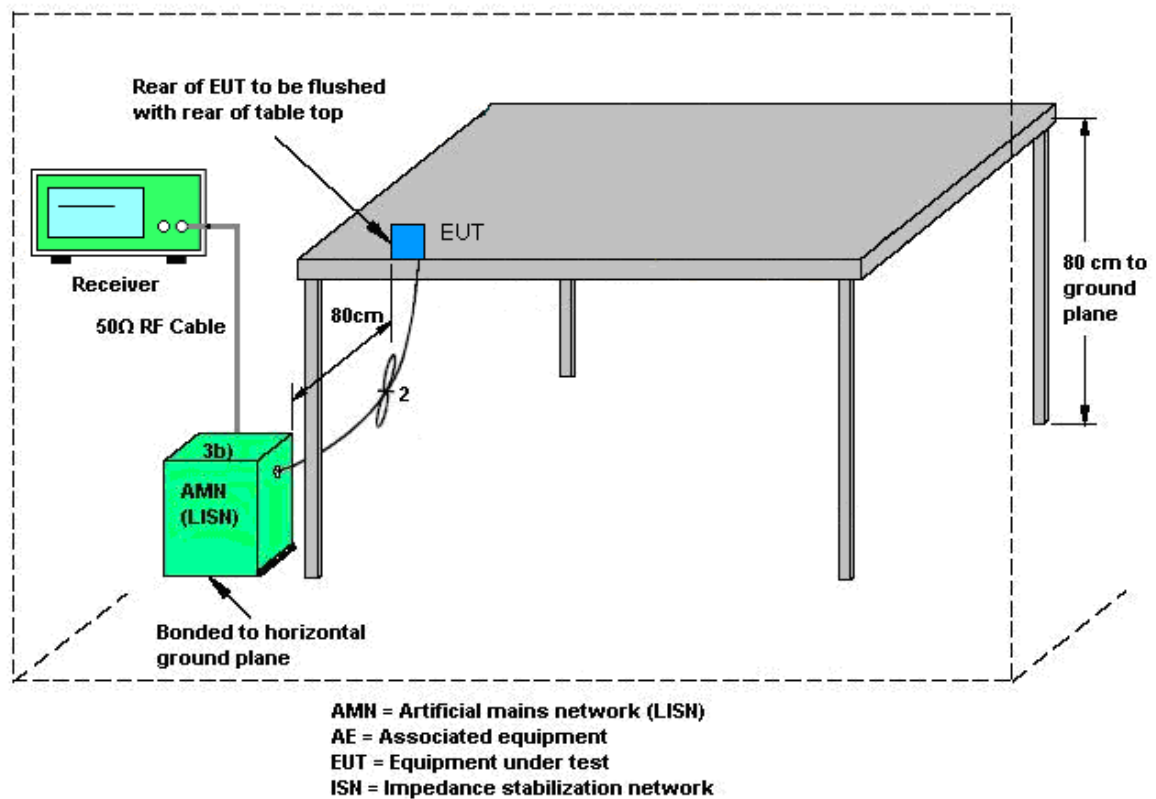 Rear of EUT to be flushed
with rear of table top
EUT
Receiver
50Ω RF Cable
80cm
80 cm to
ground
plane
2
3b)
AMN
(LISN)
Bonded to horizontal
ground plane
AMN = Artificial mains network (LISN)
AE = Associated equipment
EUT = Equipment under test
ISN = Impedance stabilization network